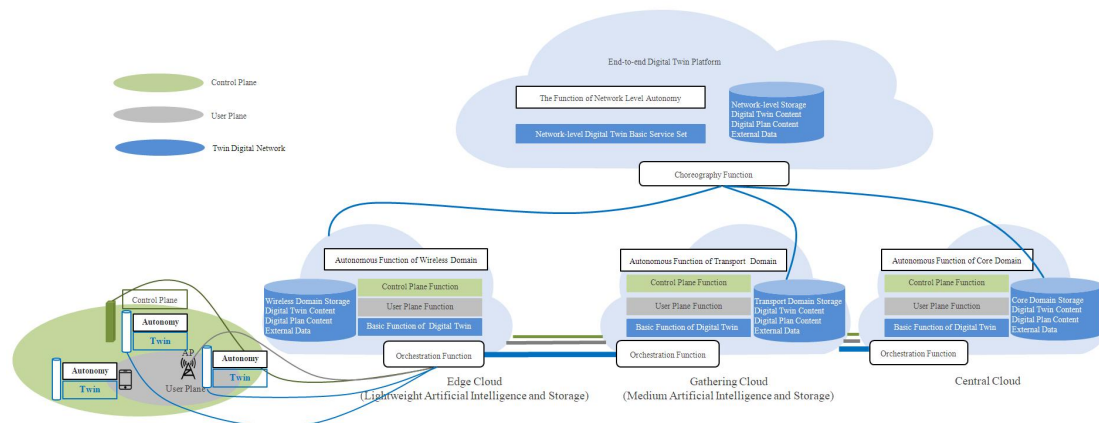 End-to-end Digital Twin Platform
Control Plane
User Plane
Twin Digital Network
The Function of Network Level Autonomy
Network-level Digital Twin Basic Service Set
Network-level Storage
Digital Twin Content
Digital Plan Content
External Data
Choreography Function
Autonomous Function of Wireless Domain
Control Plane Function
User Plane Function
Basic Function of Digital Twin
Wireless Domain Storage
Digital Twin Content
Digital Plan Content
External Data
Orchestration Function
Edge Cloud
(Lightweight Artificial Intelligence and Storage)
Autonomous Function of Transport Domain
Control Plane Function
User Plane Function
Basic Function of Digital Twin
Transport Domain Storage
Digital Twin Content
Digital Plan Content
External Data
Orchestration Function
Gathering Cloud
(Medium Artificial Intelligence and Storage)
Autonomous Function of Core Domain
Control Plane Function
User Plane Function
Basic Function of Digital Twin
Core Domain Storage
Digital Twin Content
Digital Plan Content
External Data
Orchestration Function
Central Cloud
Control Plane
Autonomy
Twin
AP
Autonomy
Twin
Autonomy
Twin
User Plane